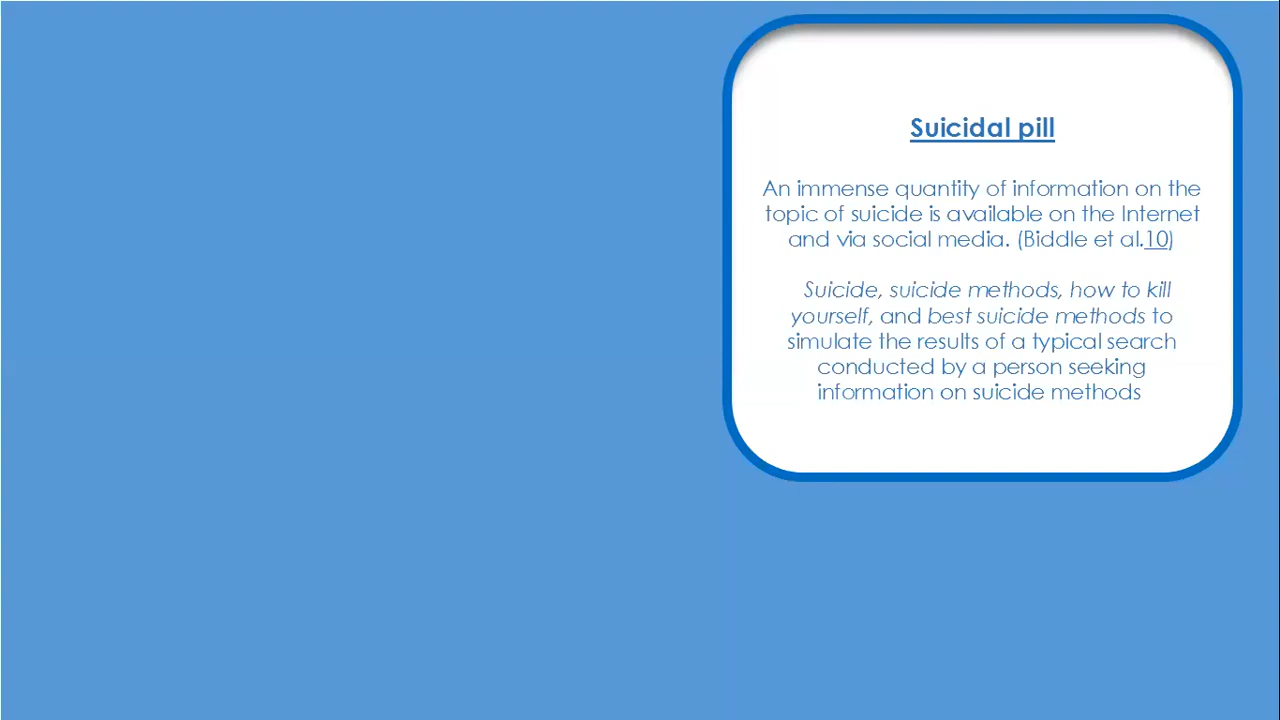 Suicidal pill
An immense quantity of information on the
topic of suicide is available on the Internet
and via social media. (Biddle et al.10)
Suicide, suicide methods, how to kill
yourself, and best suicide methods to
simulate the results of a typical search
conducted by a person seeking
information on suicide methods